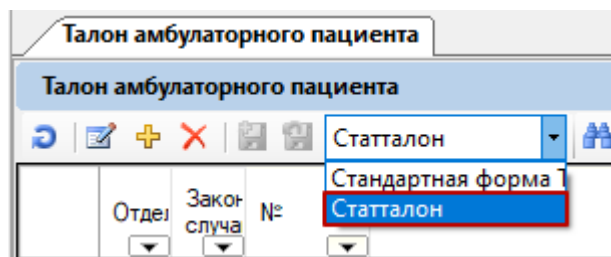 Талон амбулаторного пациента
Талон амбулаторного пациента
Статталон
Стандартная форма Т
Статталон
Отдел
Закон
случа
№